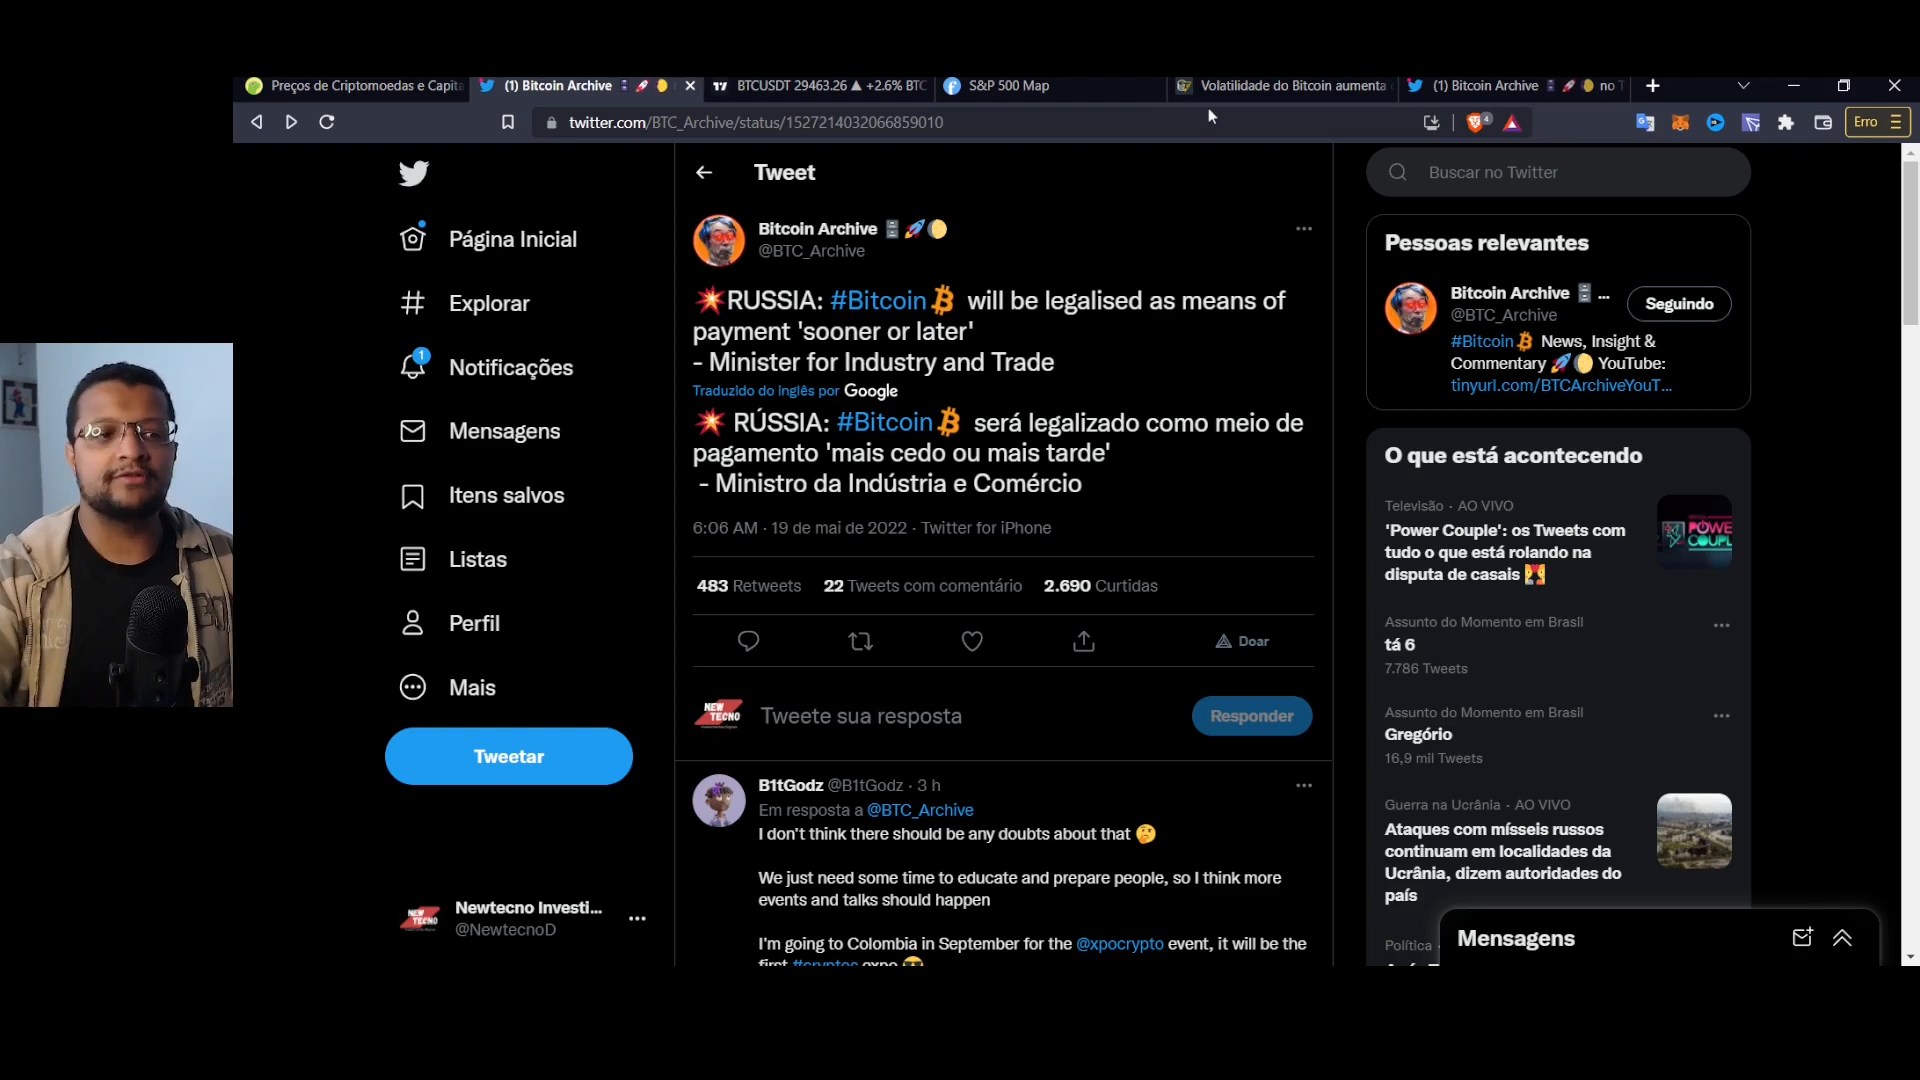 Preços de Criptomoedas e Capita
(1) Bitcoin Archive
BTCUSDT 29463.26 ▲ +2.6% BTC
S&P 500 Map
Volatilidade do Bitcoin aumenta
(1) Bitcoin Archive 🗄 🚀 🌔 no T
twitter.com/BTC_Archive/status/1527214032066859010
4
Erro
Página Inicial
Explorar
1
Notificações
Mensagens
Itens salvos
Listas
Perfil
Mais
Tweetar
Newtecno Investi...
@NewtecnoD
Tweet
Bitcoin Archive 🗄🚀🌔
@BTC_Archive
💥RUSSIA: #Bitcoin will be legalised as means of
payment 'sooner or later'
- Minister for Industry and Trade
Traduzido do inglês por Google
💥 RÚSSIA: #Bitcoin será legalizado como meio de
pagamento 'mais cedo ou mais tarde'
- Ministro da Indústria e Comércio
6:06 AM · 19 de mai de 2022 · Twitter for iPhone
483 Retweets 22 Tweets com comentário 2.690 Curtidas
Doar
NEW
TECNO
Tweete sua resposta
Responder
B1tGodz @B1tGodz · 3 h
Em resposta a @BTC_Archive
I don't think there should be any doubts about that 🤔
We just need some time to educate and prepare people, so I think more
events and talks should happen
I'm going to Colombia in September for the @xpocrypto event, it will be the
first #cryptos expo 😎
Buscar no Twitter
Pessoas relevantes
Bitcoin Archive 🗄 ...
@BTC_Archive
Seguindo
#Bitcoin News, Insight &
Commentary 🚀🌔 YouTube:
tinyurl.com/BTCArchiveYouT...
O que está acontecendo
Televisão · AO VIVO
'Power Couple': os Tweets com
tudo o que está rolando na
disputa de casais
POWE
COUPL
Assunto do Momento em Brasil
tá 6
7.786 Tweets
Assunto do Momento em Brasil
Gregório
16,9 mil Tweets
Guerra na Ucrânia · AO VIVO
Ataques com mísseis russos
continuam em localidades da
Ucrânia, dizem autoridades do
país
Política
Mensagens